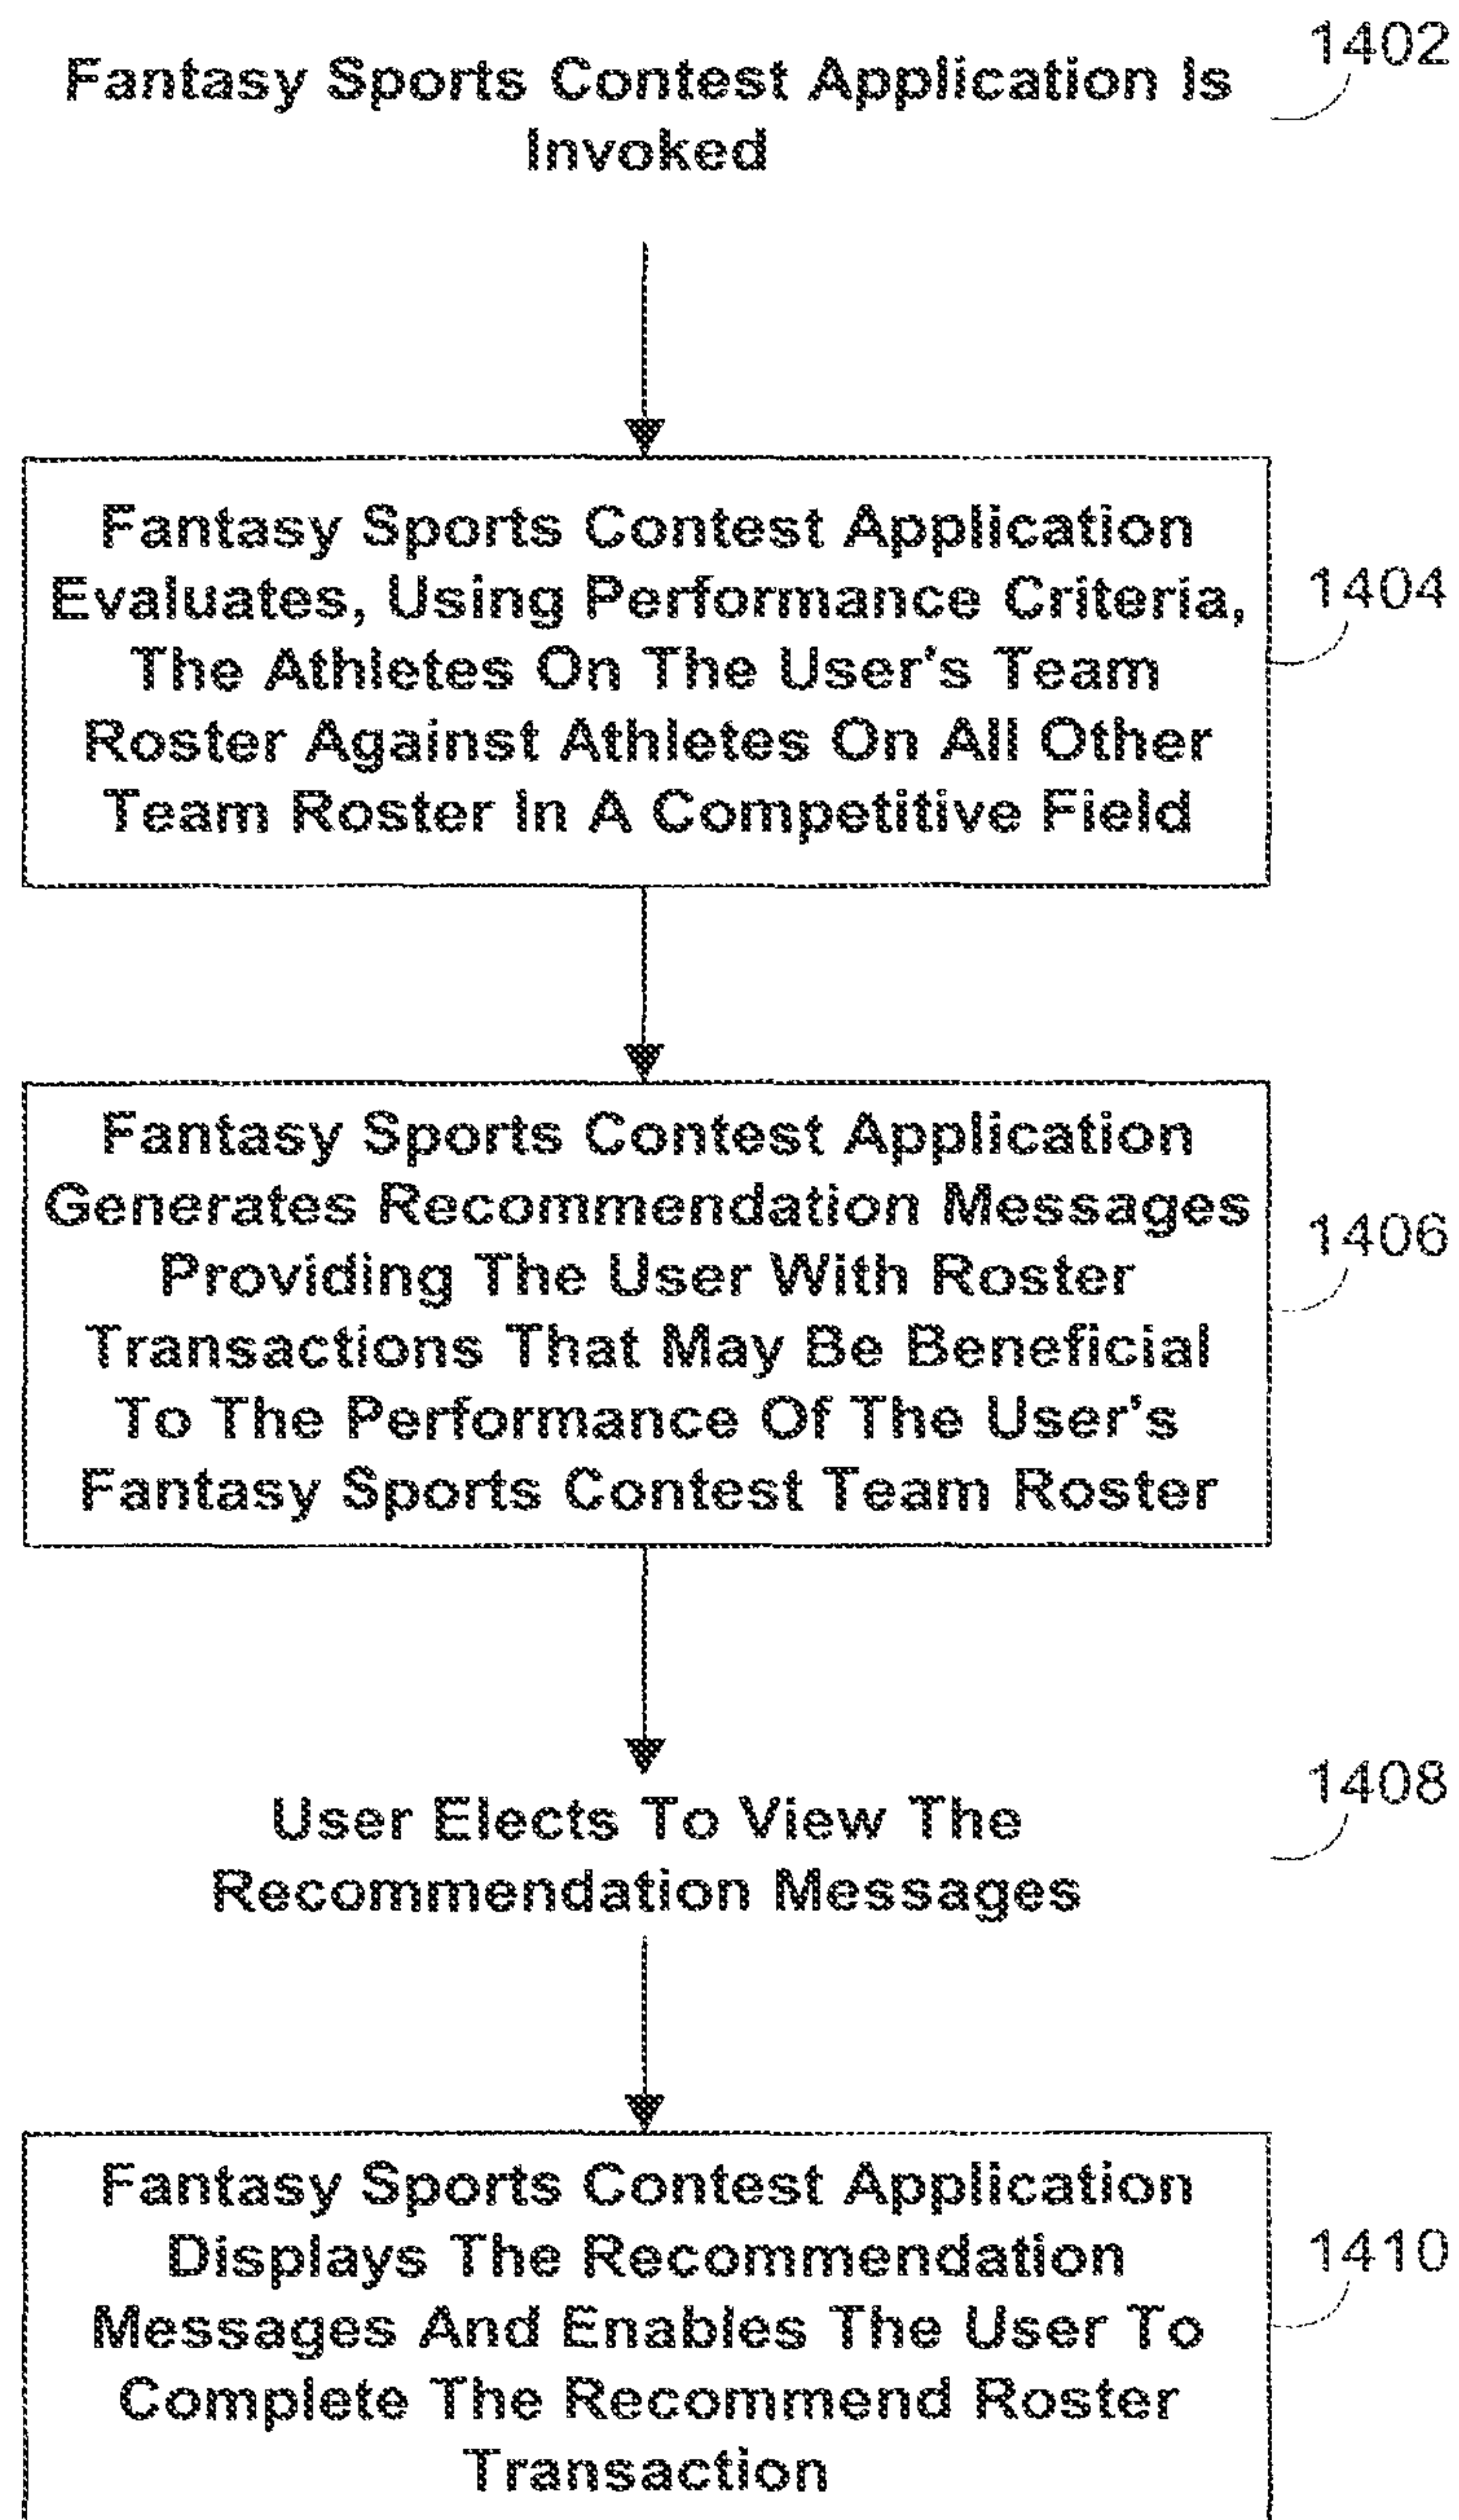 1402
Fantasy Sports Contest Application Is
Invoked
Fantasy Sports Contest Application
Evaluates, Using Performance Criteria,
The Athletes On The User's Team
Roster Against Athletes On All Other
Team Roster In A Competitive Field
1404
Fantasy Sports Contest Application
Generates Recommendation Messages
Providing The User With Roster
Transactions That May Be Beneficial
To The Performance Of The User's
Fantasy Sports Contest Team Roster
1406
User Elects To View The
Recommendation Messages
1408
Fantasy Sports Contest Application
Displays The Recommendation
Messages And Enables The User To
Complete The Recommend Roster
Transaction
1410